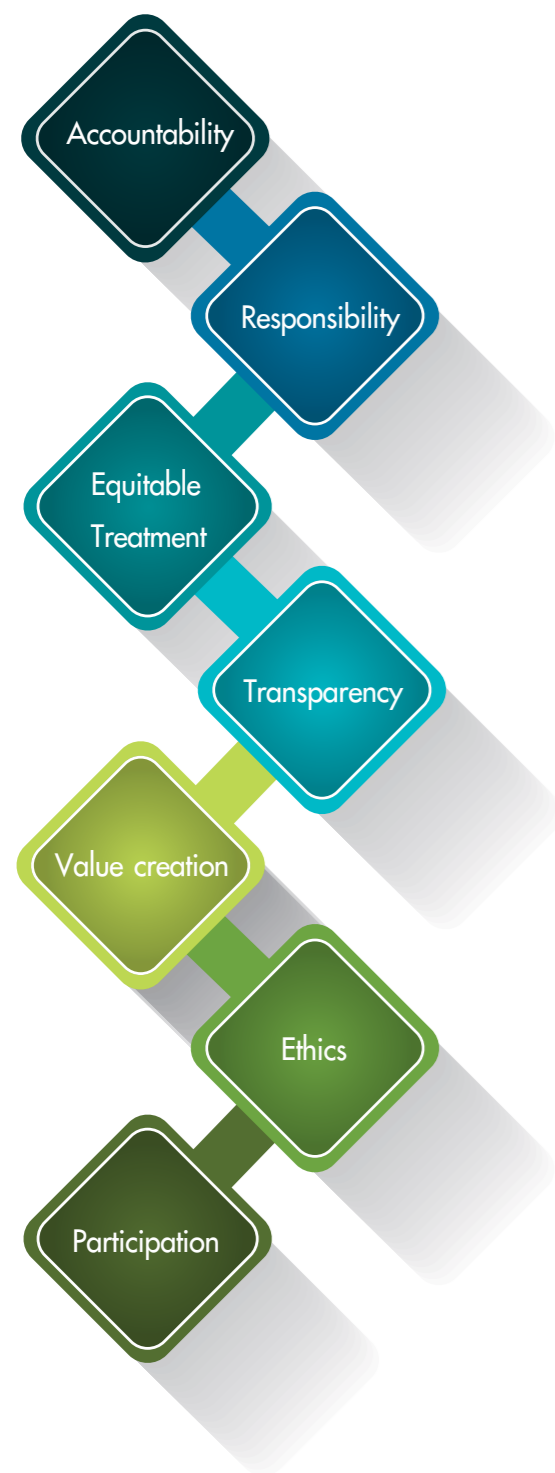 Accountability
Responsibility
Equitable
Treatment
Transparency
Value creation
Ethics
Participation